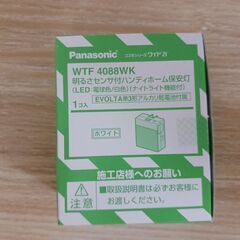 Panasonic コスモシリーズワイド21
WTF 4088WK
明るさセンサ付ハンディホーム保安灯
(LED:電球色/白色)(ナイトライト機能付)
EVOLTA単3形アルカリ乾電池付属
1コ入
ホワイト
施工店様へのお願い
注意
■取扱説明書は必ずお客様に
お渡しください。